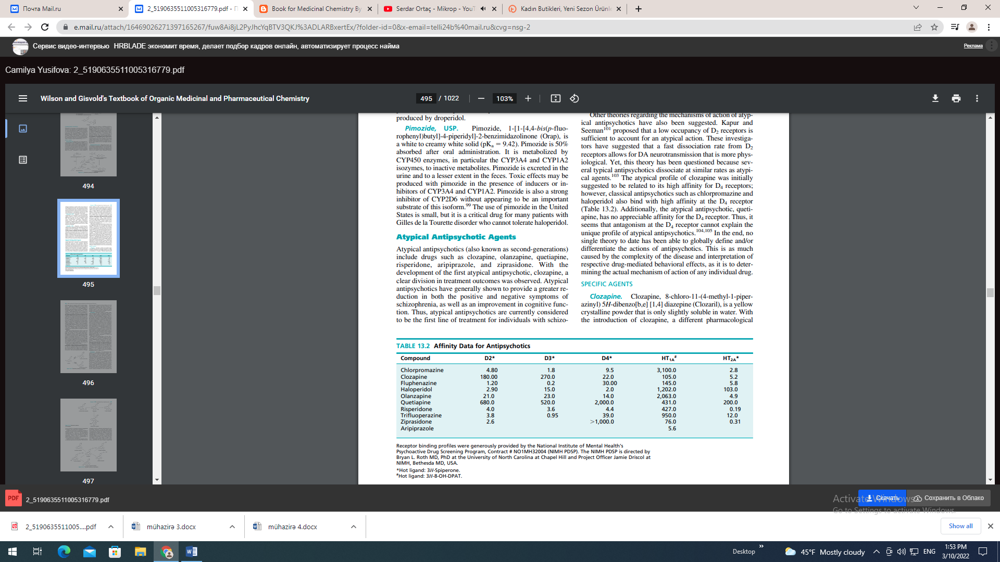 Почта Mail.ru
2_5190635511005316779.pdf - П
Book for Medicinal Chemistry By
Serdar Ortaç - Mikrop - YouT
Kadın Butikleri, Yeni Sezon Ürünle
e.mail.ru/attach/16469026271397165267/fuw8Ai8jL2PyJhcYqBTV3QKJ%3ADLARBxertEx/?folder-id=0&x-email=telli24b%40mail.ru&cvg=nsg-2
Сервис видео-интервью HRBLADE экономит время, делает подбор кадров онлайн, автоматизирует процесс найма
Реклама
Camilya Yusifova: 2_5190635511005316779.pdf
Wilson and Gisvold's Textbook of Organic Medicinal and Pharmaceutical Chemistry
495 / 1022
103%
494
495
496
497
produced by droperidol.
Pimozide, USP. Pimozide, 1-[1-[4,4-bis(p-fluo-
rophenyl)butyl]-4-piperidyl]-2-benzimidazolinone (Orap), is
a white to creamy white solid (pKa = 9.42). Pimozide is 50%
absorbed after oral administration. It is metabolized by
CYP450 enzymes, in particular the CYP3A4 and CYP1A2
isozymes, to inactive metabolites. Pimozide is excreted in the
urine and to a lesser extent in the feces. Toxic effects may be
produced with pimozide in the presence of inducers or in-
hibitors of CYP3A4 and CYP1A2. Pimozide is also a strong
inhibitor of CYP2D6 without appearing to be an important
substrate of this isoform.99 The use of pimozide in the United
States is small, but it is a critical drug for many patients with
Gilles de la Tourette disorder who cannot tolerate haloperidol.
Atypical Antipsychotic Agents
Atypical antipsychotics (also known as second-generations)
include drugs such as clozapine, olanzapine, quetiapine,
risperidone, aripiprazole, and ziprasidone. With the
development of the first atypical antipsychotic, clozapine, a
clear division in treatment outcomes was observed. Atypical
antipsychotics have generally shown to provide a greater re-
duction in both the positive and negative symptoms of
schizophrenia, as well as an improvement in cognitive func-
tion. Thus, atypical antipsychotics are currently considered
to be the first line of treatment for individuals with schizo-
Other theories regarding the mechanisms of action of atyp-
ical antipsychotics have also been suggested. Kapur and
Seeman101 proposed that a low occupancy of D2 receptors is
sufficient to account for an atypical action. These investiga-
tors have suggested that a fast dissociation rate from D2
receptors allows for DA neurotransmission that is more phys-
iological. Yet, this theory has been questioned because sev-
eral typical antipsychotics dissociate at similar rates as atypi-
cal agents.103 The atypical profile of clozapine was initially
suggested to be related to its high affinity for D4 receptors;
however, classical antipsychotics such as chlorpromazine and
haloperidol also bind with high affinity at the D4 receptor
(Table 13.2). Additionally, the atypical antipsychotic, queti-
apine, has no appreciable affinity for the D4 receptor. Thus, it
seems that antagonism at the D4 receptor cannot explain the
unique profile of atypical antipsychotics.104,105 In the end, no
single theory to date has been able to globally define and/or
differentiate the actions of antipsychotics. This is as much
caused by the complexity of the disease and interpretation of
respective drug-mediated behavioral effects, as it is to deter-
mining the actual mechanism of action of any individual drug.
SPECIFIC AGENTS
Clozapine. Clozapine, 8-chloro-11-(4-methyl-1-piper-
azinyl) 5H-dibenzo[b,e] [1,4] diazepine (Clozaril), is a yellow
crystalline powder that is only slightly soluble in water. With
the introduction of clozapine, a different pharmacological
TABLE 13.2 Affinity Data for Antipsychotics
Compound D2* D3* D4* HT1A# HT2A*
Chlorpromazine 4.80 1.8 9.5 3,100.0 2.8
Clozapine 180.00 270.0 22.0 105.0 5.2
Fluphenazine 1.20 0.2 30.00 145.0 5.8
Haloperidol 2.90 15.0 2.0 1,202.0 103.0
Olanzapine 21.0 23.0 14.0 2,063.0 4.9
Quetiapine 680.0 520.0 2,000.0 431.0 200.0
Risperidone 4.0 3.6 4.4 427.0 0.19
Trifluoperazine 3.8 0.95 39.0 950.0 12.0
Ziprasidone 2.6 >1,000.0 76.0 0.31
Aripiprazole 5.6
Receptor binding profiles were generously provided by the National Institute of Mental Health's
Psychoactive Drug Screening Program, Contract # NO1MH32004 (NIMH PDSP). The NIMH PDSP is directed by
Bryan L. Roth MD, PhD at the University of North Carolina at Chapel Hill and Project Officer Jamie Driscol at
NIMH, Bethesda MD, USA.
*Hot ligand: 3H-Spiperone.
#Hot ligand: 3H-8-OH-DPAT.
PDF 2_5190635511005316779.pdf
Скачать
Сохранить в Облако
Activate Windows
Go to Settings to activate Windows.
2_5190635511005....pdf
mühazirə 3.docx
mühazirə 4.docx
Show all
Desktop
45°F Mostly cloudy
ENG
1:53 PM
3/10/2022